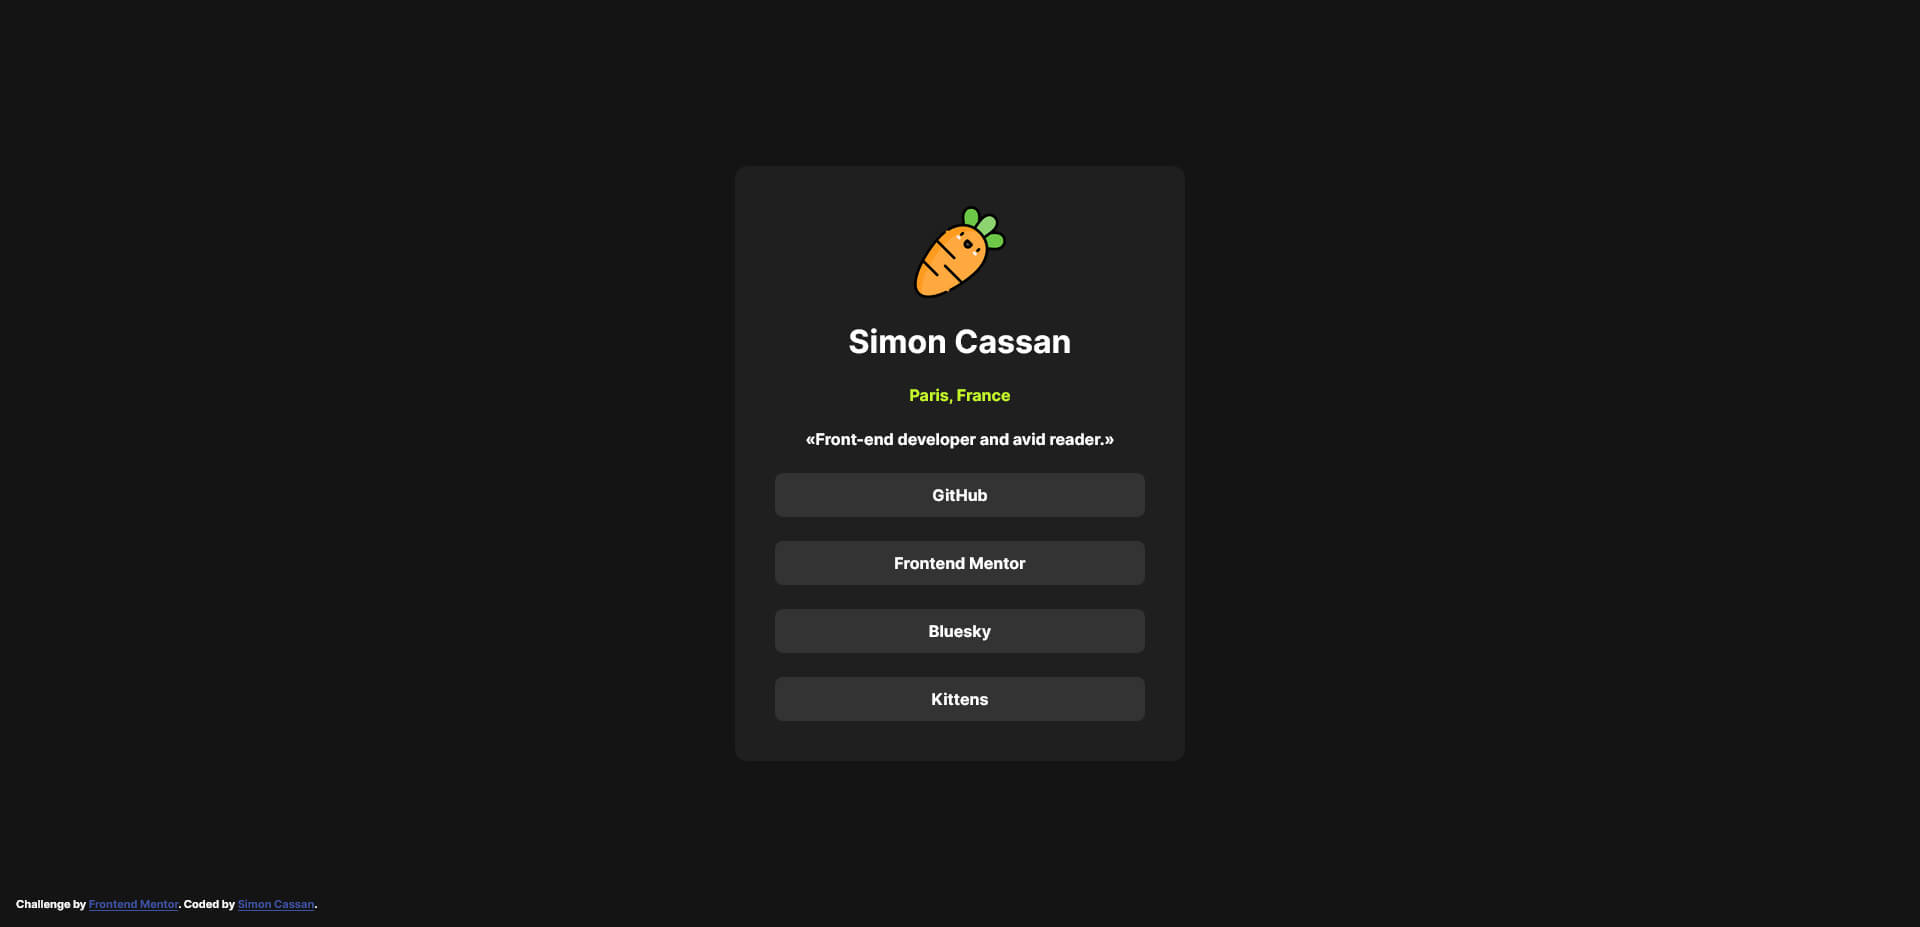 Simon Cassan
Paris, France
«Front-end developer and avid reader.»
GitHub
Frontend Mentor
Bluesky
Kittens
Challenge by Frontend Mentor. Coded by Simon Cassan.